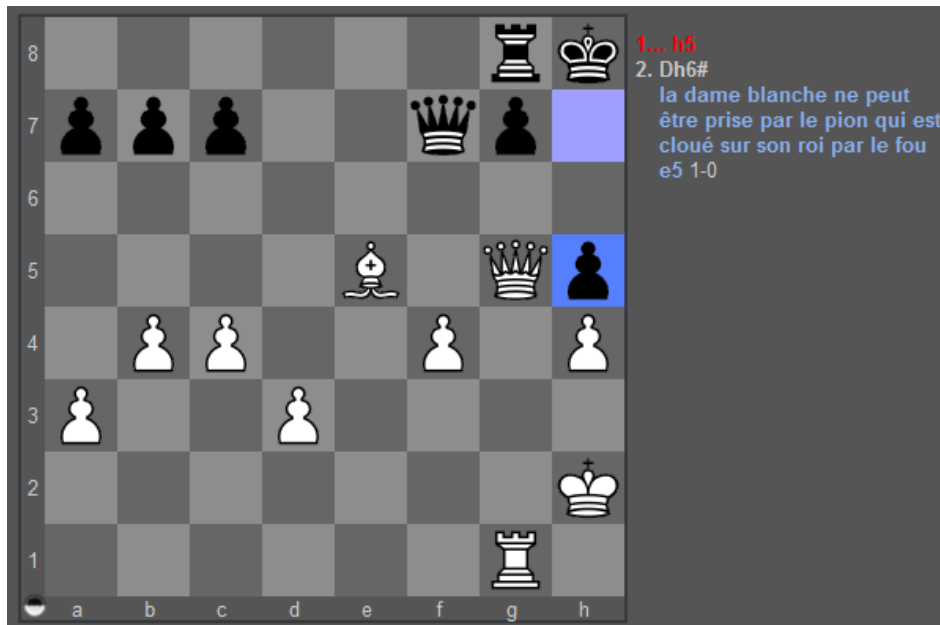 8
1... h5
2. Dh6#
la dame blanche ne peut
7
être prise par le pion qui est
cloué sur son roi par le fou
e5 1-0
6
5
4
3
2
1
a b c d e f g h